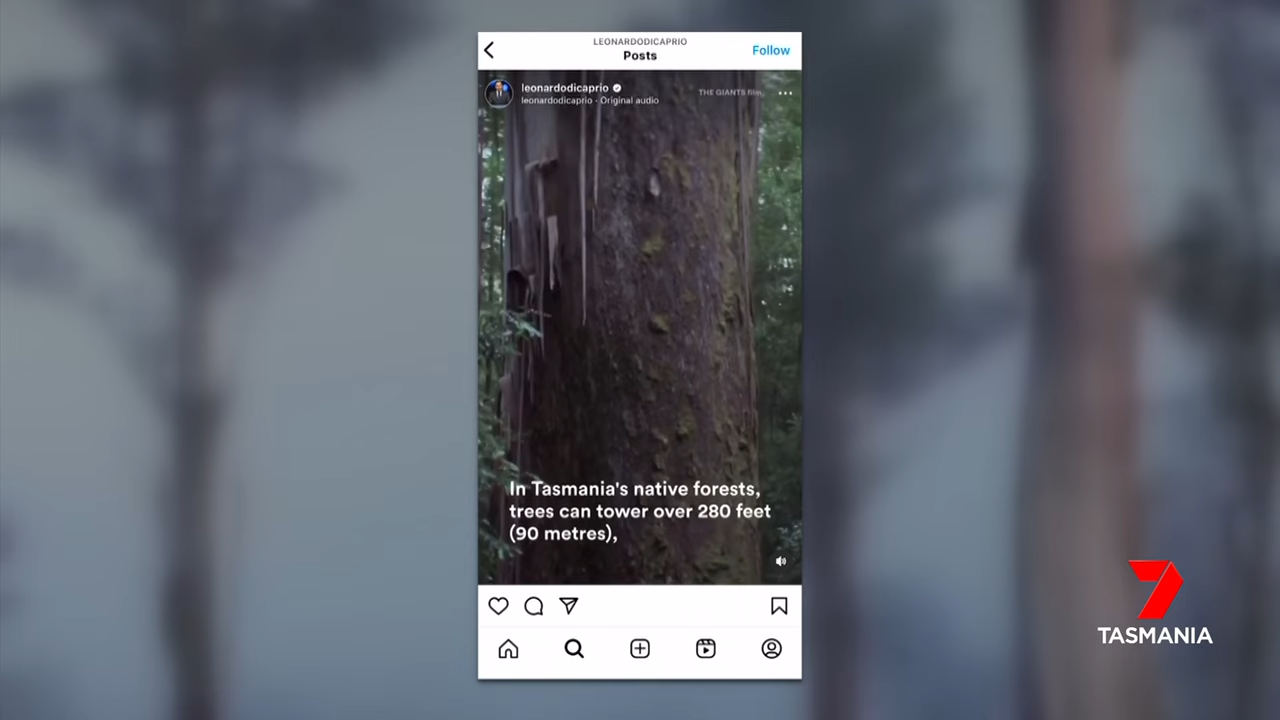 LEONARDODICAPRIO
Posts
Follow
leonardodicaprio
leonardodicaprio · Original audio
THE GIANTS film,
In Tasmania's native forests,
trees can tower over 280 feet
(90 metres),
7
TASMANIA